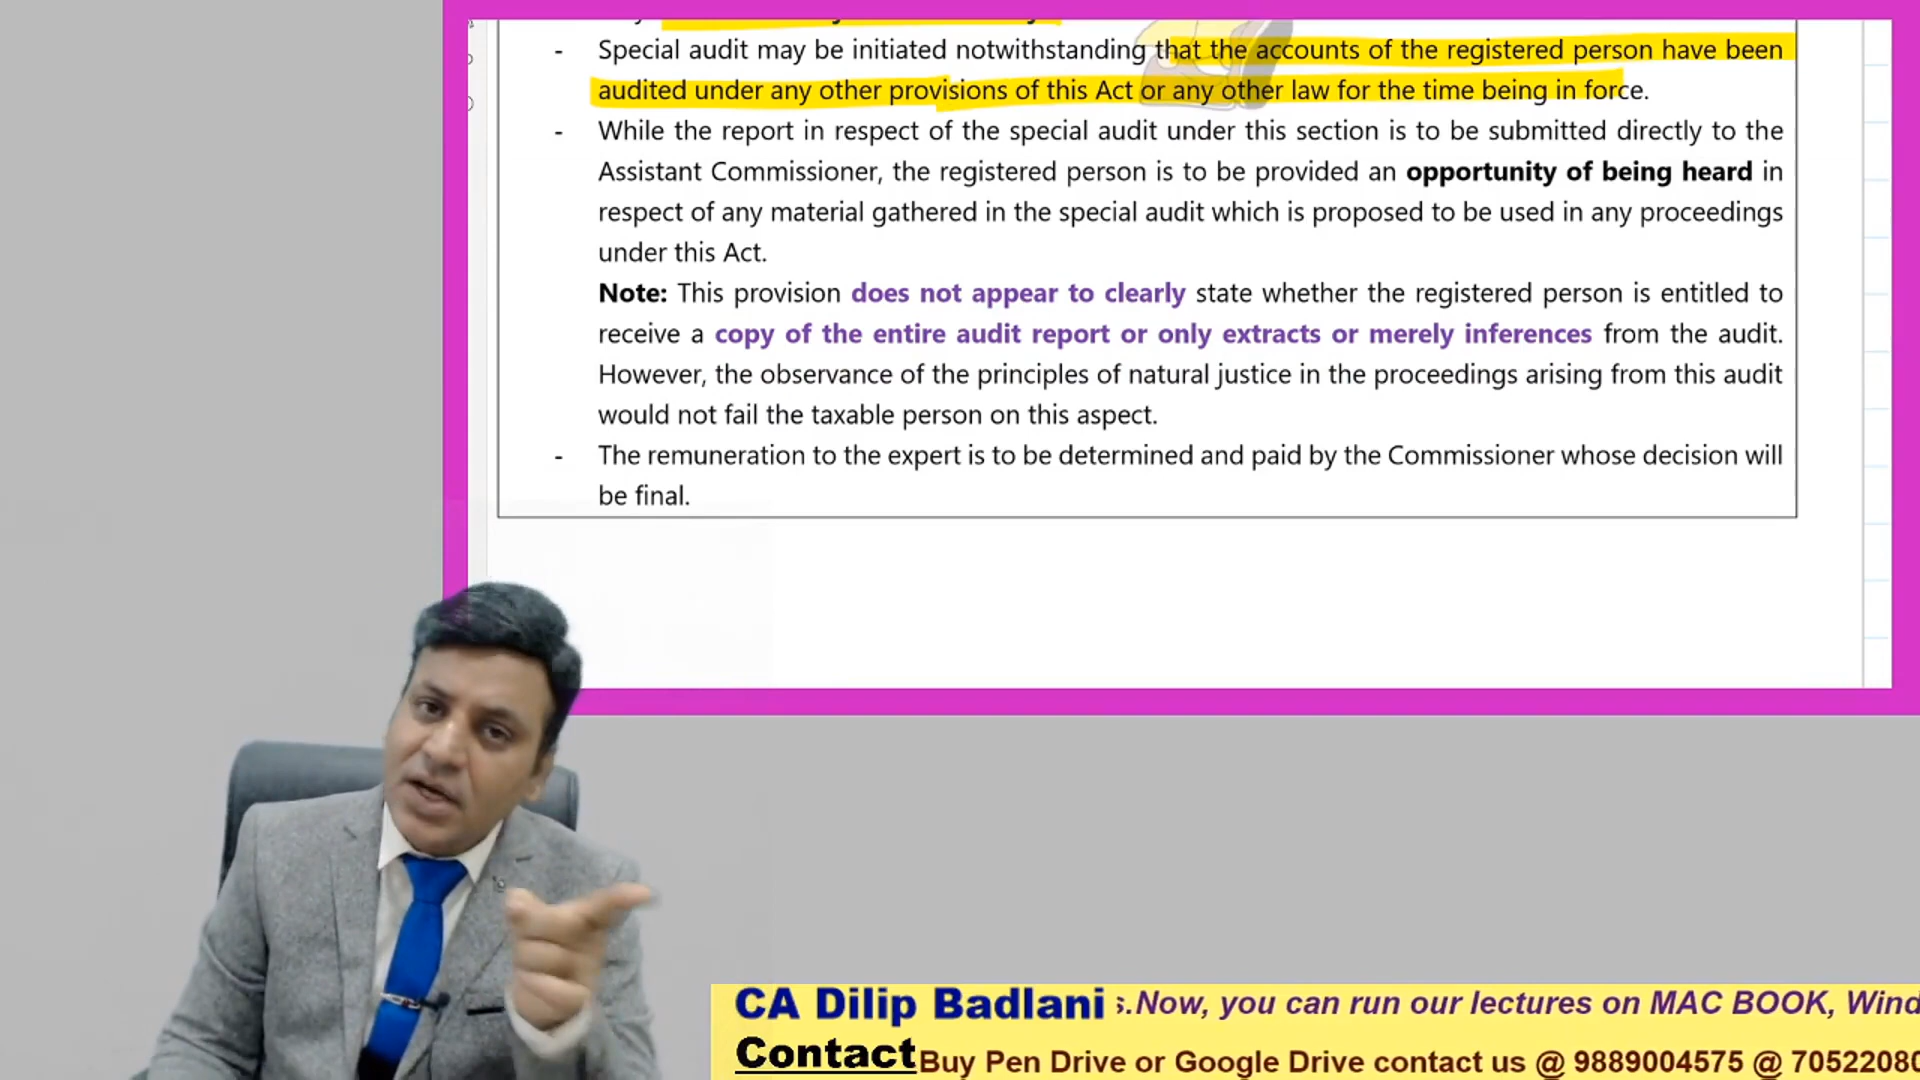 - Special audit may be initiated notwithstanding that the accounts of the registered person have been
audited under any other provisions of this Act or any other law for the time being in force.
- While the report in respect of the special audit under this section is to be submitted directly to the
Assistant Commissioner, the registered person is to be provided an opportunity of being heard in
respect of any material gathered in the special audit which is proposed to be used in any proceedings
under this Act.
Note: This provision does not appear to clearly state whether the registered person is entitled to
receive a copy of the entire audit report or only extracts or merely inferences from the audit.
However, the observance of the principles of natural justice in the proceedings arising from this audit
would not fail the taxable person on this aspect.
- The remuneration to the expert is to be determined and paid by the Commissioner whose decision will
be final.
CA Dilip Badlani s.Now, you can run our lectures on MAC BOOK, Wind
Contact Buy Pen Drive or Google Drive contact us @ 9889004575 @ 7052208